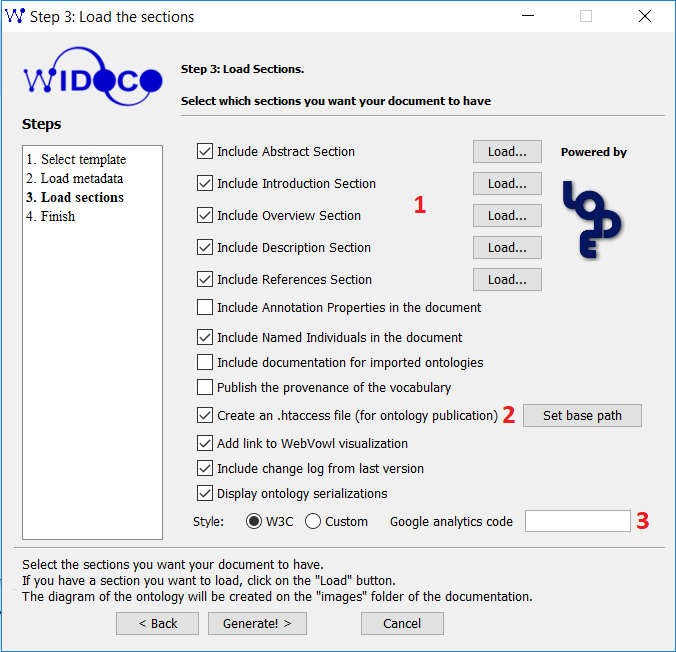 Step 3: Load the sections
WIDOCO
Step 3: Load Sections.
Select which sections you want your document to have
Steps
1. Select template
2. Load metadata
3. Load sections
4. Finish
Include Abstract Section Load... Powered by
Include Introduction Section Load...
1
LODE
Include Overview Section Load...
Include Description Section Load...
Include References Section Load...
Include Annotation Properties in the document
Include Named Individuals in the document
Include documentation for imported ontologies
Publish the provenance of the vocabulary
Create an .htaccess file (for ontology publication) 2 Set base path
Add link to WebVowl visualization
Include change log from last version
Display ontology serializations
Style: W3C Custom Google analytics code 3
Select the sections you want your document to have.
If you have a section you want to load, click on the "Load" button.
The diagram of the ontology will be created on the "images" folder of the documentation.
< Back Generate! > Cancel